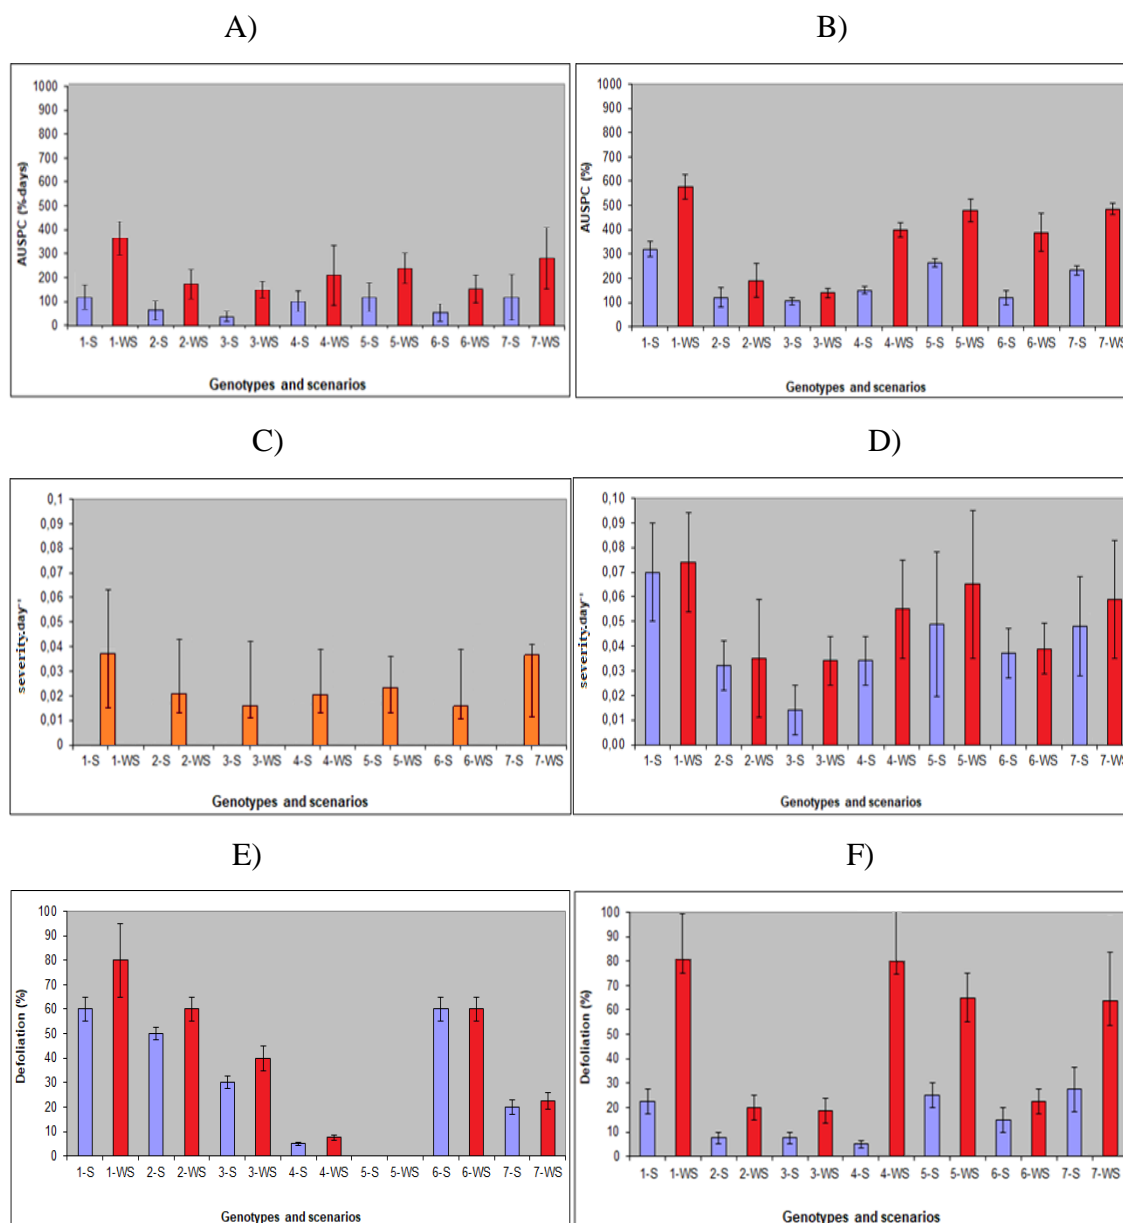 A)
B)
AUSPC (%-days)
1000
900
800
700
600
500
400
300
200
100
0
1-S 1-WS 2-S 2-WS 3-S 3-WS 4-S 4-WS 5-S 5-WS 6-S 6-WS 7-S 7-WS
Genotypes and scenarios
AUSPC (%)
1000
900
800
700
600
500
400
300
200
100
0
1-S 1-WS 2-S 2-WS 3-S 3-WS 4-S 4-WS 5-S 5-WS 6-S 6-WS 7-S 7-WS
Genotypes and scenarios
C)
D)
severity.day⁻¹
0,1
0,09
0,08
0,07
0,06
0,05
0,04
0,03
0,02
0,01
0
1-S 1-WS 2-S 2-WS 3-S 3-WS 4-S 4-WS 5-S 5-WS 6-S 6-WS 7-S 7-WS
Genotypes and scenarios
severity.day⁻¹
0,10
0,09
0,08
0,07
0,06
0,05
0,04
0,03
0,02
0,01
0,00
1-S 1-WS 2-S 2-WS 3-S 3-WS 4-S 4-WS 5-S 5-WS 6-S 6-WS 7-S 7-WS
Genotypes and scenarios
E)
F)
Defoliation (%)
100
90
80
70
60
50
40
30
20
10
0
1-S 1-WS 2-S 2-WS 3-S 3-WS 4-S 4-WS 5-S 5-WS 6-S 6-WS 7-S 7-WS
Genotypes and scenarios
Defoliation (%)
100
90
80
70
60
50
40
30
20
10
0
1-S 1-WS 2-S 2-WS 3-S 3-WS 4-S 4-WS 5-S 5-WS 6-S 6-WS 7-S 7-WS
Genotypes and scenarios